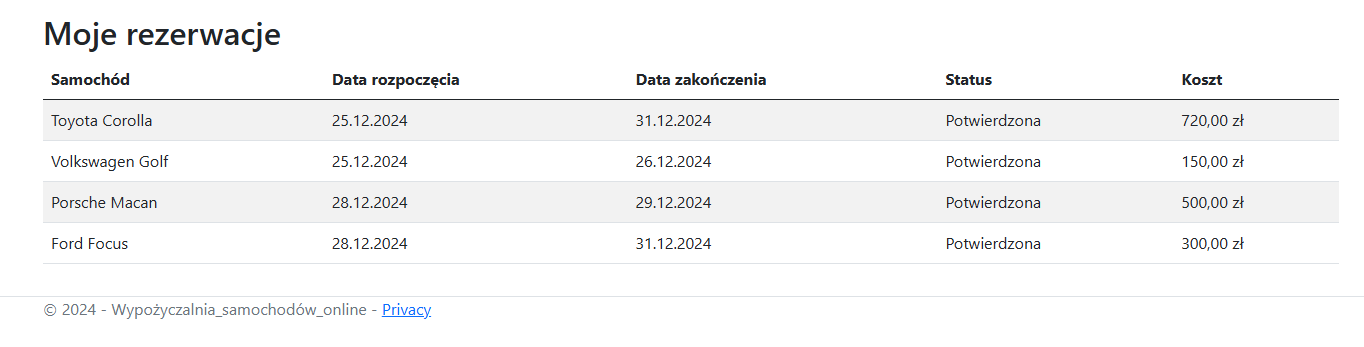 Moje rezerwacje
Samochód Data rozpoczęcia Data zakończenia Status Koszt
Toyota Corolla 25.12.2024 31.12.2024 Potwierdzona 720,00 zł
Volkswagen Golf 25.12.2024 26.12.2024 Potwierdzona 150,00 zł
Porsche Macan 28.12.2024 29.12.2024 Potwierdzona 500,00 zł
Ford Focus 28.12.2024 31.12.2024 Potwierdzona 300,00 zł
© 2024 - Wypożyczalnia_samochodów_online - Privacy